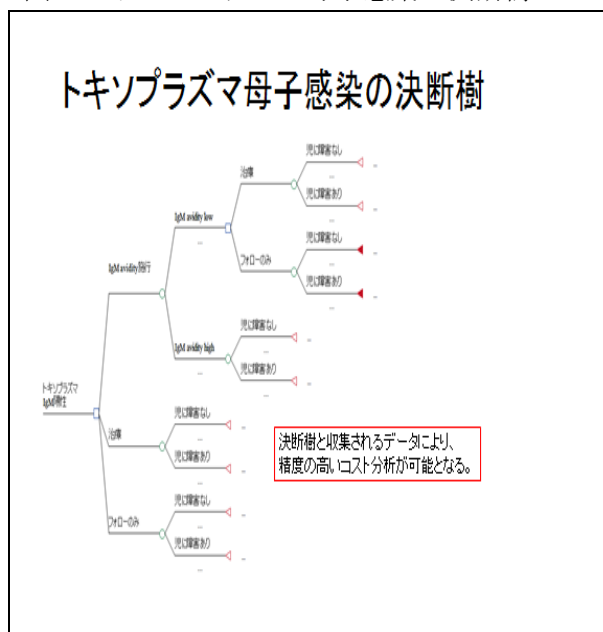 トキソプラズマ母子感染の決断樹
児に障害なし
治療
児に障害あり
IgM avidity low
児に障害なし
フォローのみ
児に障害あり
IgM avidity施行
児に障害なし
IgM avidity high
児に障害あり
トキソプラズマ
IgM陽性
児に障害なし
治療
児に障害あり
決断樹と収集されるデータにより、
精度の高いコスト分析が可能となる。
児に障害なし
フォローのみ
児に障害あり